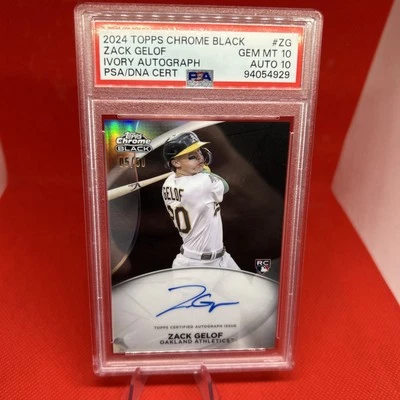 2024 TOPPS CHROME BLACK #ZG
ZACK GELOF GEM MT 10
IVORY AUTOGRAPH AUTO 10
PSA/DNA CERT PSA 94054929
Topps
Chrome
BLACK
05/50
GELOF
20
RC
TOPPS CERTIFIED AUTOGRAPH ISSUE
ZACK GELOF
OAKLAND ATHLETICS